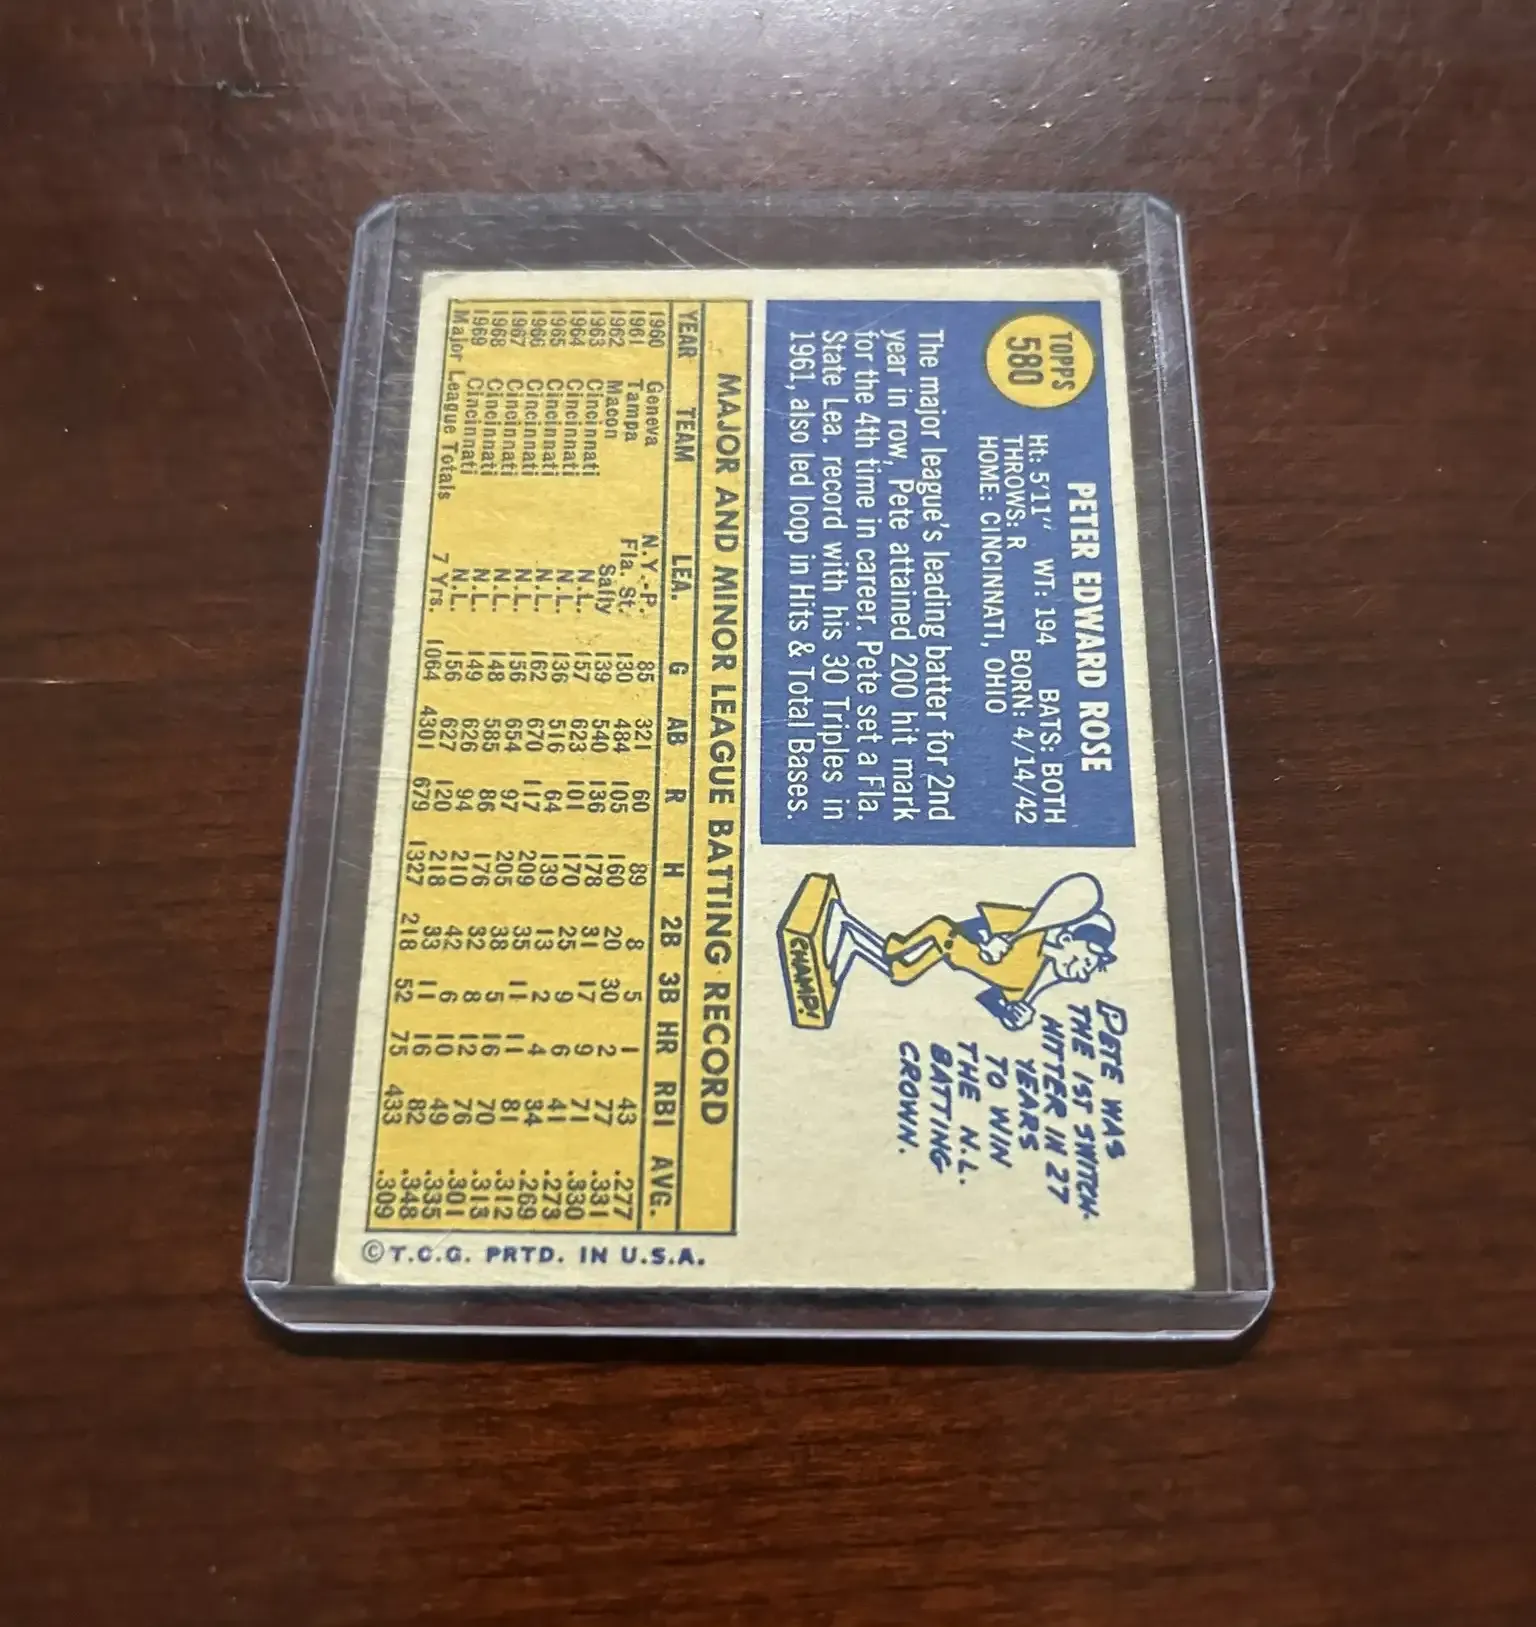 TOPPS
580
PETER EDWARD ROSE
Ht: 5'11" WT: 194 BATS: BOTH
THROWS: R BORN: 4/14/42
HOME: CINCINNATI, OHIO
The major league's leading batter for 2nd
year in row, Pete attained 200 hit mark
for the 4th time in career. Pete set a Fla.
State Lea. record with his 30 Triples in
1961, also led loop in Hits & Total Bases.
PETE WAS
THE 1ST SWITCH-
HITTER IN 27
YEARS
TO WIN
THE N.L.
BATTING
CROWN.
CHAMP!
MAJOR AND MINOR LEAGUE BATTING RECORD
YEAR TEAM LEA. G AB R H 2B 3B HR RBI AVG.
1960 Geneva N.Y.-P. 85 321 60 89 8 5 1 43 .277
1961 Tampa Fla. St. 130 484 105 160 20 30 2 77 .331
1962 Macon Sally 139 540 136 178 31 17 9 71 .330
1963 Cincinnati N.L. 157 623 101 170 25 9 6 41 .273
1964 Cincinnati N.L. 136 516 64 139 13 2 4 34 .269
1965 Cincinnati N.L. 162 670 117 209 35 11 11 81 .312
1966 Cincinnati N.L. 156 654 97 205 38 5 16 70 .313
1967 Cincinnati N.L. 148 585 86 176 32 8 12 76 .301
1968 Cincinnati N.L. 149 626 94 210 42 6 10 49 .335
1969 Cincinnati N.L. 156 627 120 218 33 11 16 82 .348
Major League Totals 7 Yrs. 1064 4301 679 1327 218 52 75 433 .309
©T.C.G. PRTD. IN U.S.A.